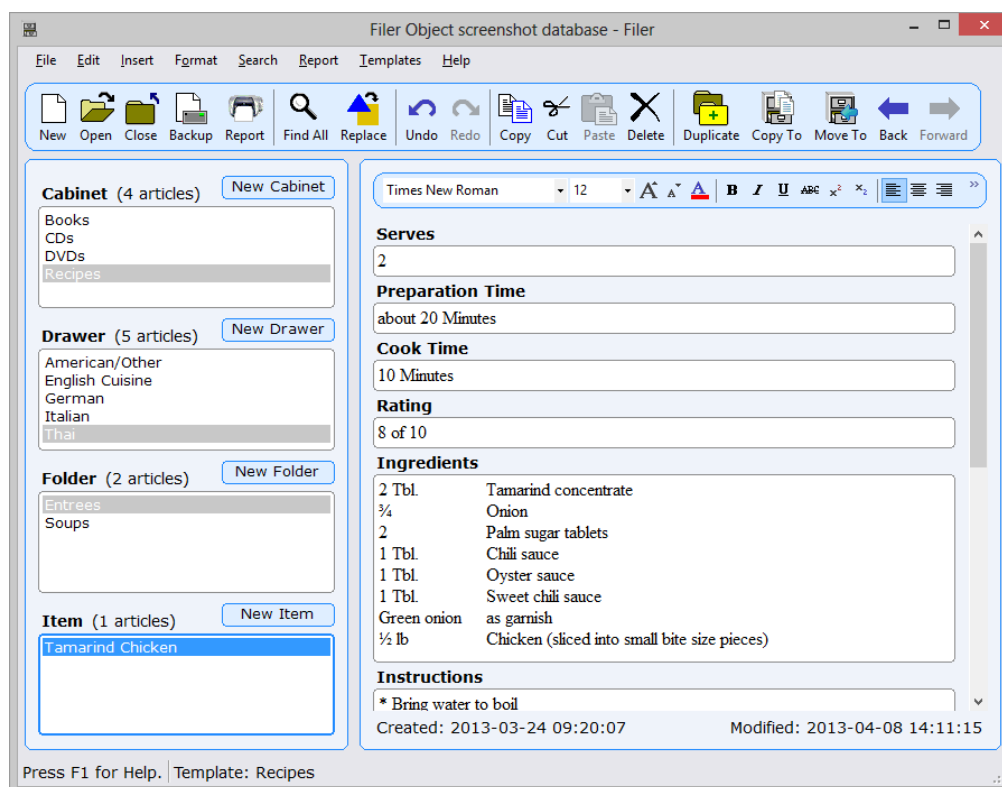 Filer Object screenshot database - Filer
File Edit Insert Format Search Report Templates Help
New Open Close Backup Report Find All Replace Undo Redo Copy Cut Paste Delete Duplicate Copy To Move To Back Forward
Cabinet (4 articles) New Cabinet
Books
CDs
DVDs
Recipes
Drawer (5 articles) New Drawer
American/Other
English Cuisine
German
Italian
Thai
Folder (2 articles) New Folder
Entrees
Soups
Item (1 articles) New Item
Tamarind Chicken
Times New Roman 12 A A A B I U ABC x² x₂ »
Serves
2
Preparation Time
about 20 Minutes
Cook Time
10 Minutes
Rating
8 of 10
Ingredients
2 Tbl. Tamarind concentrate
¾ Onion
2 Palm sugar tablets
1 Tbl. Chili sauce
1 Tbl. Oyster sauce
1 Tbl. Sweet chili sauce
Green onion as garnish
½ lb Chicken (sliced into small bite size pieces)
Instructions
* Bring water to boil
Created: 2013-03-24 09:20:07 Modified: 2013-04-08 14:11:15
Press F1 for Help. Template: Recipes